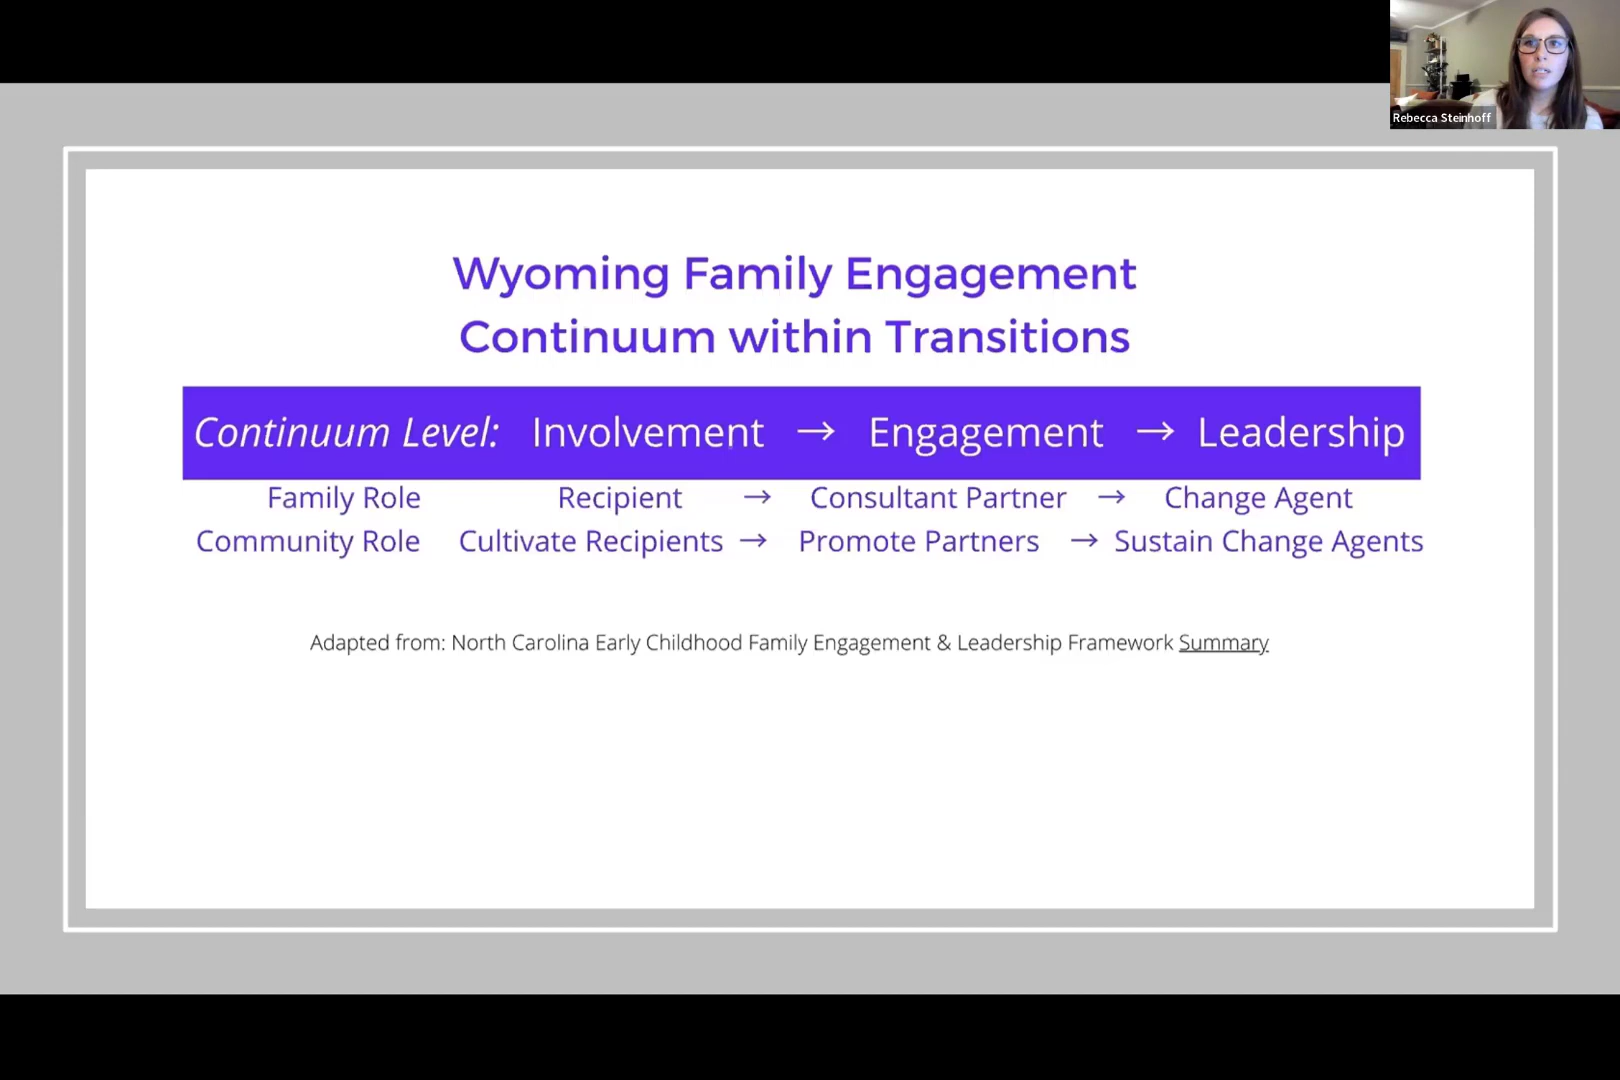 Rebecca Steinhoff
Wyoming Family Engagement
Continuum within Transitions
Continuum Level: Involvement → Engagement → Leadership
Family Role Recipient → Consultant Partner → Change Agent
Community Role Cultivate Recipients → Promote Partners → Sustain Change Agents
Adapted from: North Carolina Early Childhood Family Engagement & Leadership Framework Summary